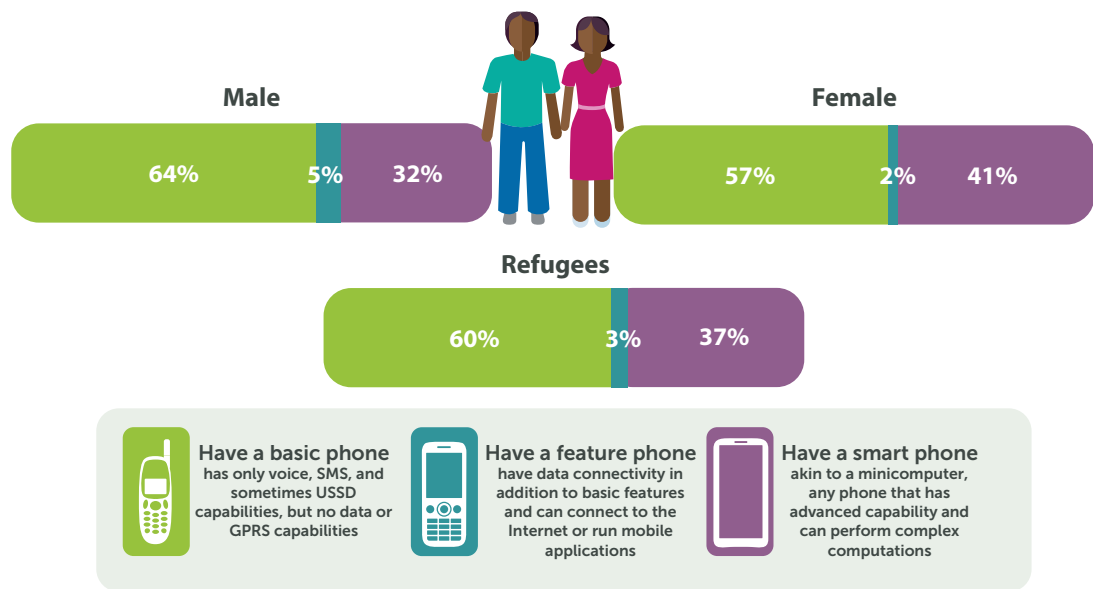 Male
Female
64%
5%
32%
57%
2%
41%
Refugees
60%
3%
37%
Have a basic phone
has only voice, SMS, and
sometimes USSD
capabilities, but no data or
GPRS capabilities
Have a feature phone
have data connectivity in
addition to basic features
and can connect to the
Internet or run mobile
applications
Have a smart phone
akin to a minicomputer,
any phone that has
advanced capability and
can perform complex
computations